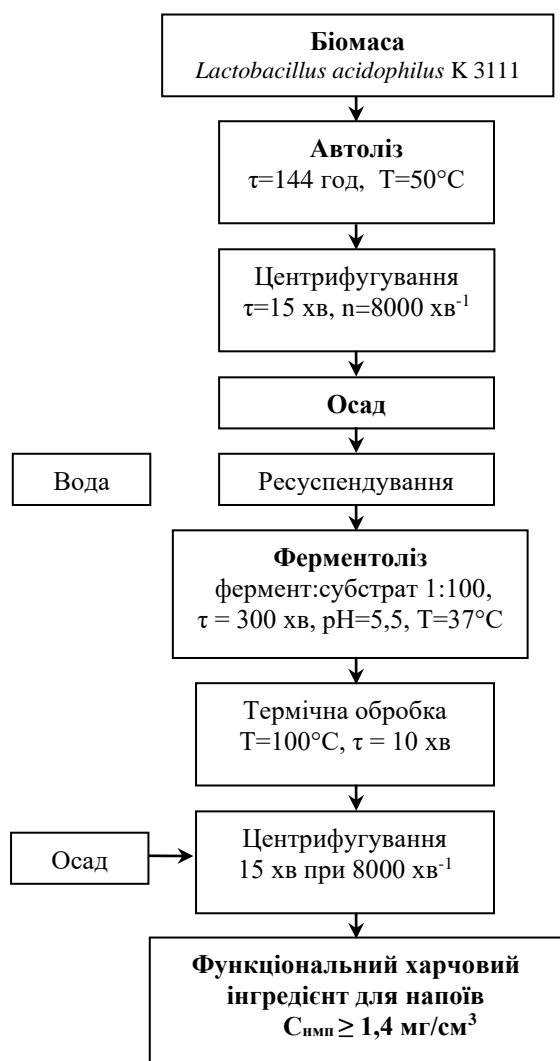 Біомаса
Lactobacillus acidophilus К 3111
Автоліз
τ=144 год, Т=50°С
Центрифугування
τ=15 хв, n=8000 хв⁻¹
Осад
Вода
Ресуспендування
Ферментоліз
фермент:субстрат 1:100,
τ = 300 хв, рН=5,5, Т=37°С
Термічна обробка
Т=100°С, τ = 10 хв
Осад
Центрифугування
15 хв при 8000 хв⁻¹
Функціональний харчовий
інгредієнт для напоїв
Снмп ≥ 1,4 мг/см³